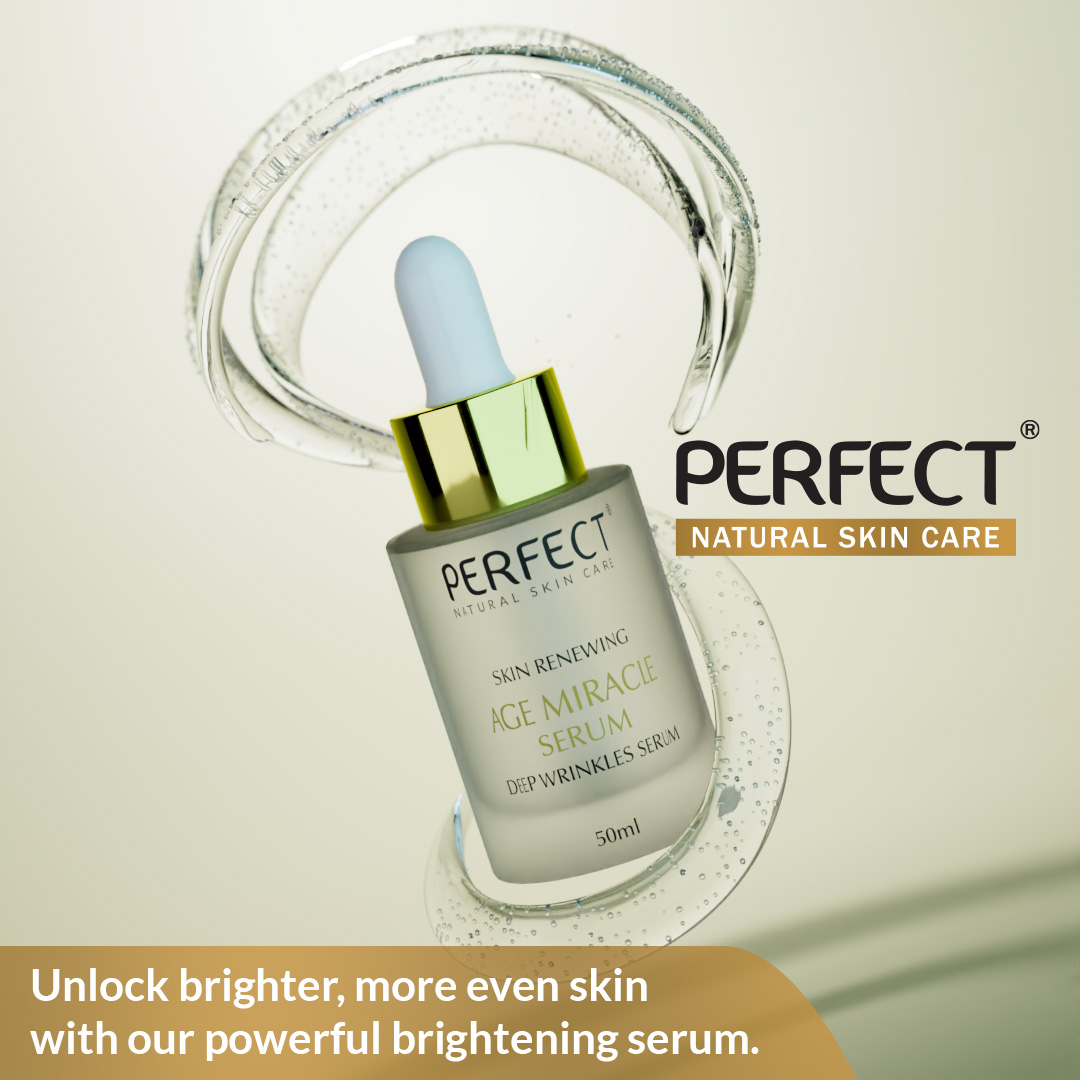 PERFECT®
NATURAL SKIN CARE
PERFECT®
NATURAL SKIN CARE
SKIN RENEWING
AGE MIRACLE
SERUM
DEEP WRINKLES SERUM
50ml
Unlock brighter, more even skin
with our powerful brightening serum.